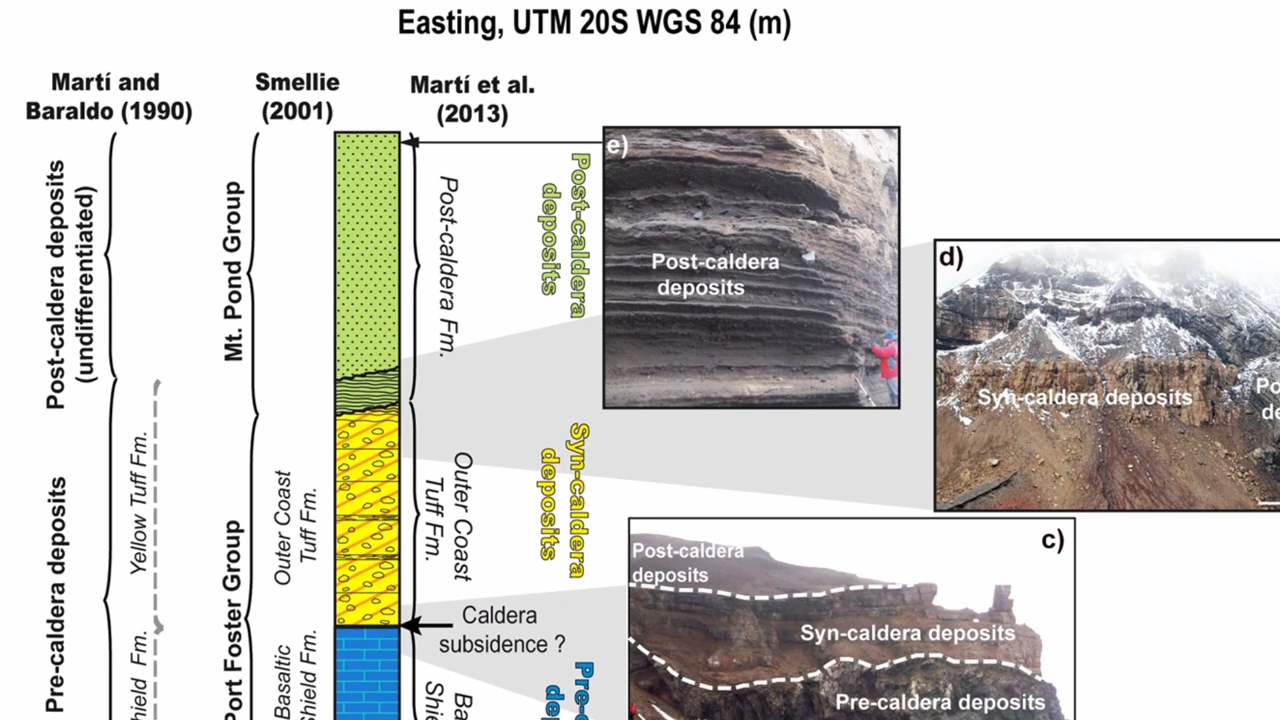 Easting, UTM 20S WGS 84 (m)
Martí and
Baraldo (1990)
Smellie
(2001)
Martí et al.
(2013)
Post-caldera deposits
(undifferentiated)
Pre-caldera deposits
Yellow Tuff Fm.
Fm.
Mt. Pond Group
Port Foster Group
Outer Coast
Tuff Fm.
Basaltic
Shield Fm.
Post-caldera Fm.
Outer Coast
Tuff Fm.
Caldera
subsidence ?
Post-caldera
deposits
Syn-caldera
deposits
e)
Post-caldera
deposits
d)
Syn-caldera deposits
c)
Post-caldera
deposits
Syn-caldera deposits
Pre-caldera deposits